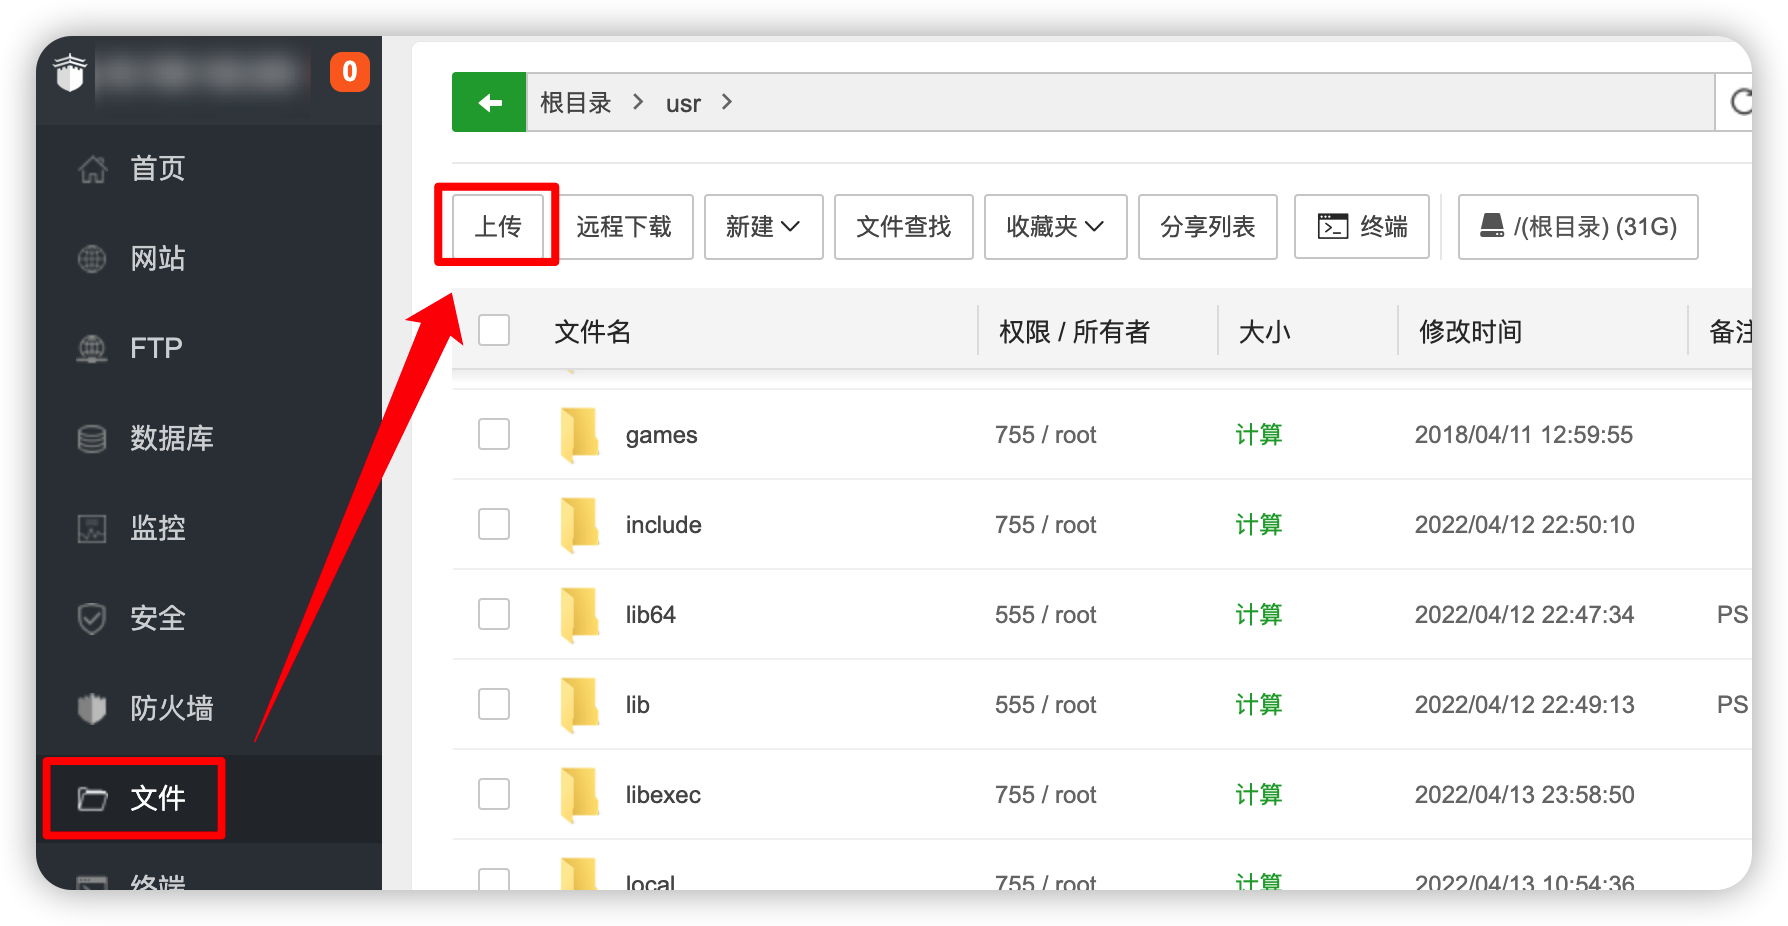 0
首页
网站
FTP
数据库
监控
安全
防火墙
文件
终端
根目录 > usr >
上传 远程下载 新建 文件查找 收藏夹 分享列表 终端 /(根目录) (31G)
文件名 权限 / 所有者 大小 修改时间 备注
games 755 / root 计算 2018/04/11 12:59:55
include 755 / root 计算 2022/04/12 22:50:10
lib64 555 / root 计算 2022/04/12 22:47:34 PS
lib 555 / root 计算 2022/04/12 22:49:13 PS
libexec 755 / root 计算 2022/04/13 23:58:50
local 755 / root 计算 2022/04/13 10:54:36